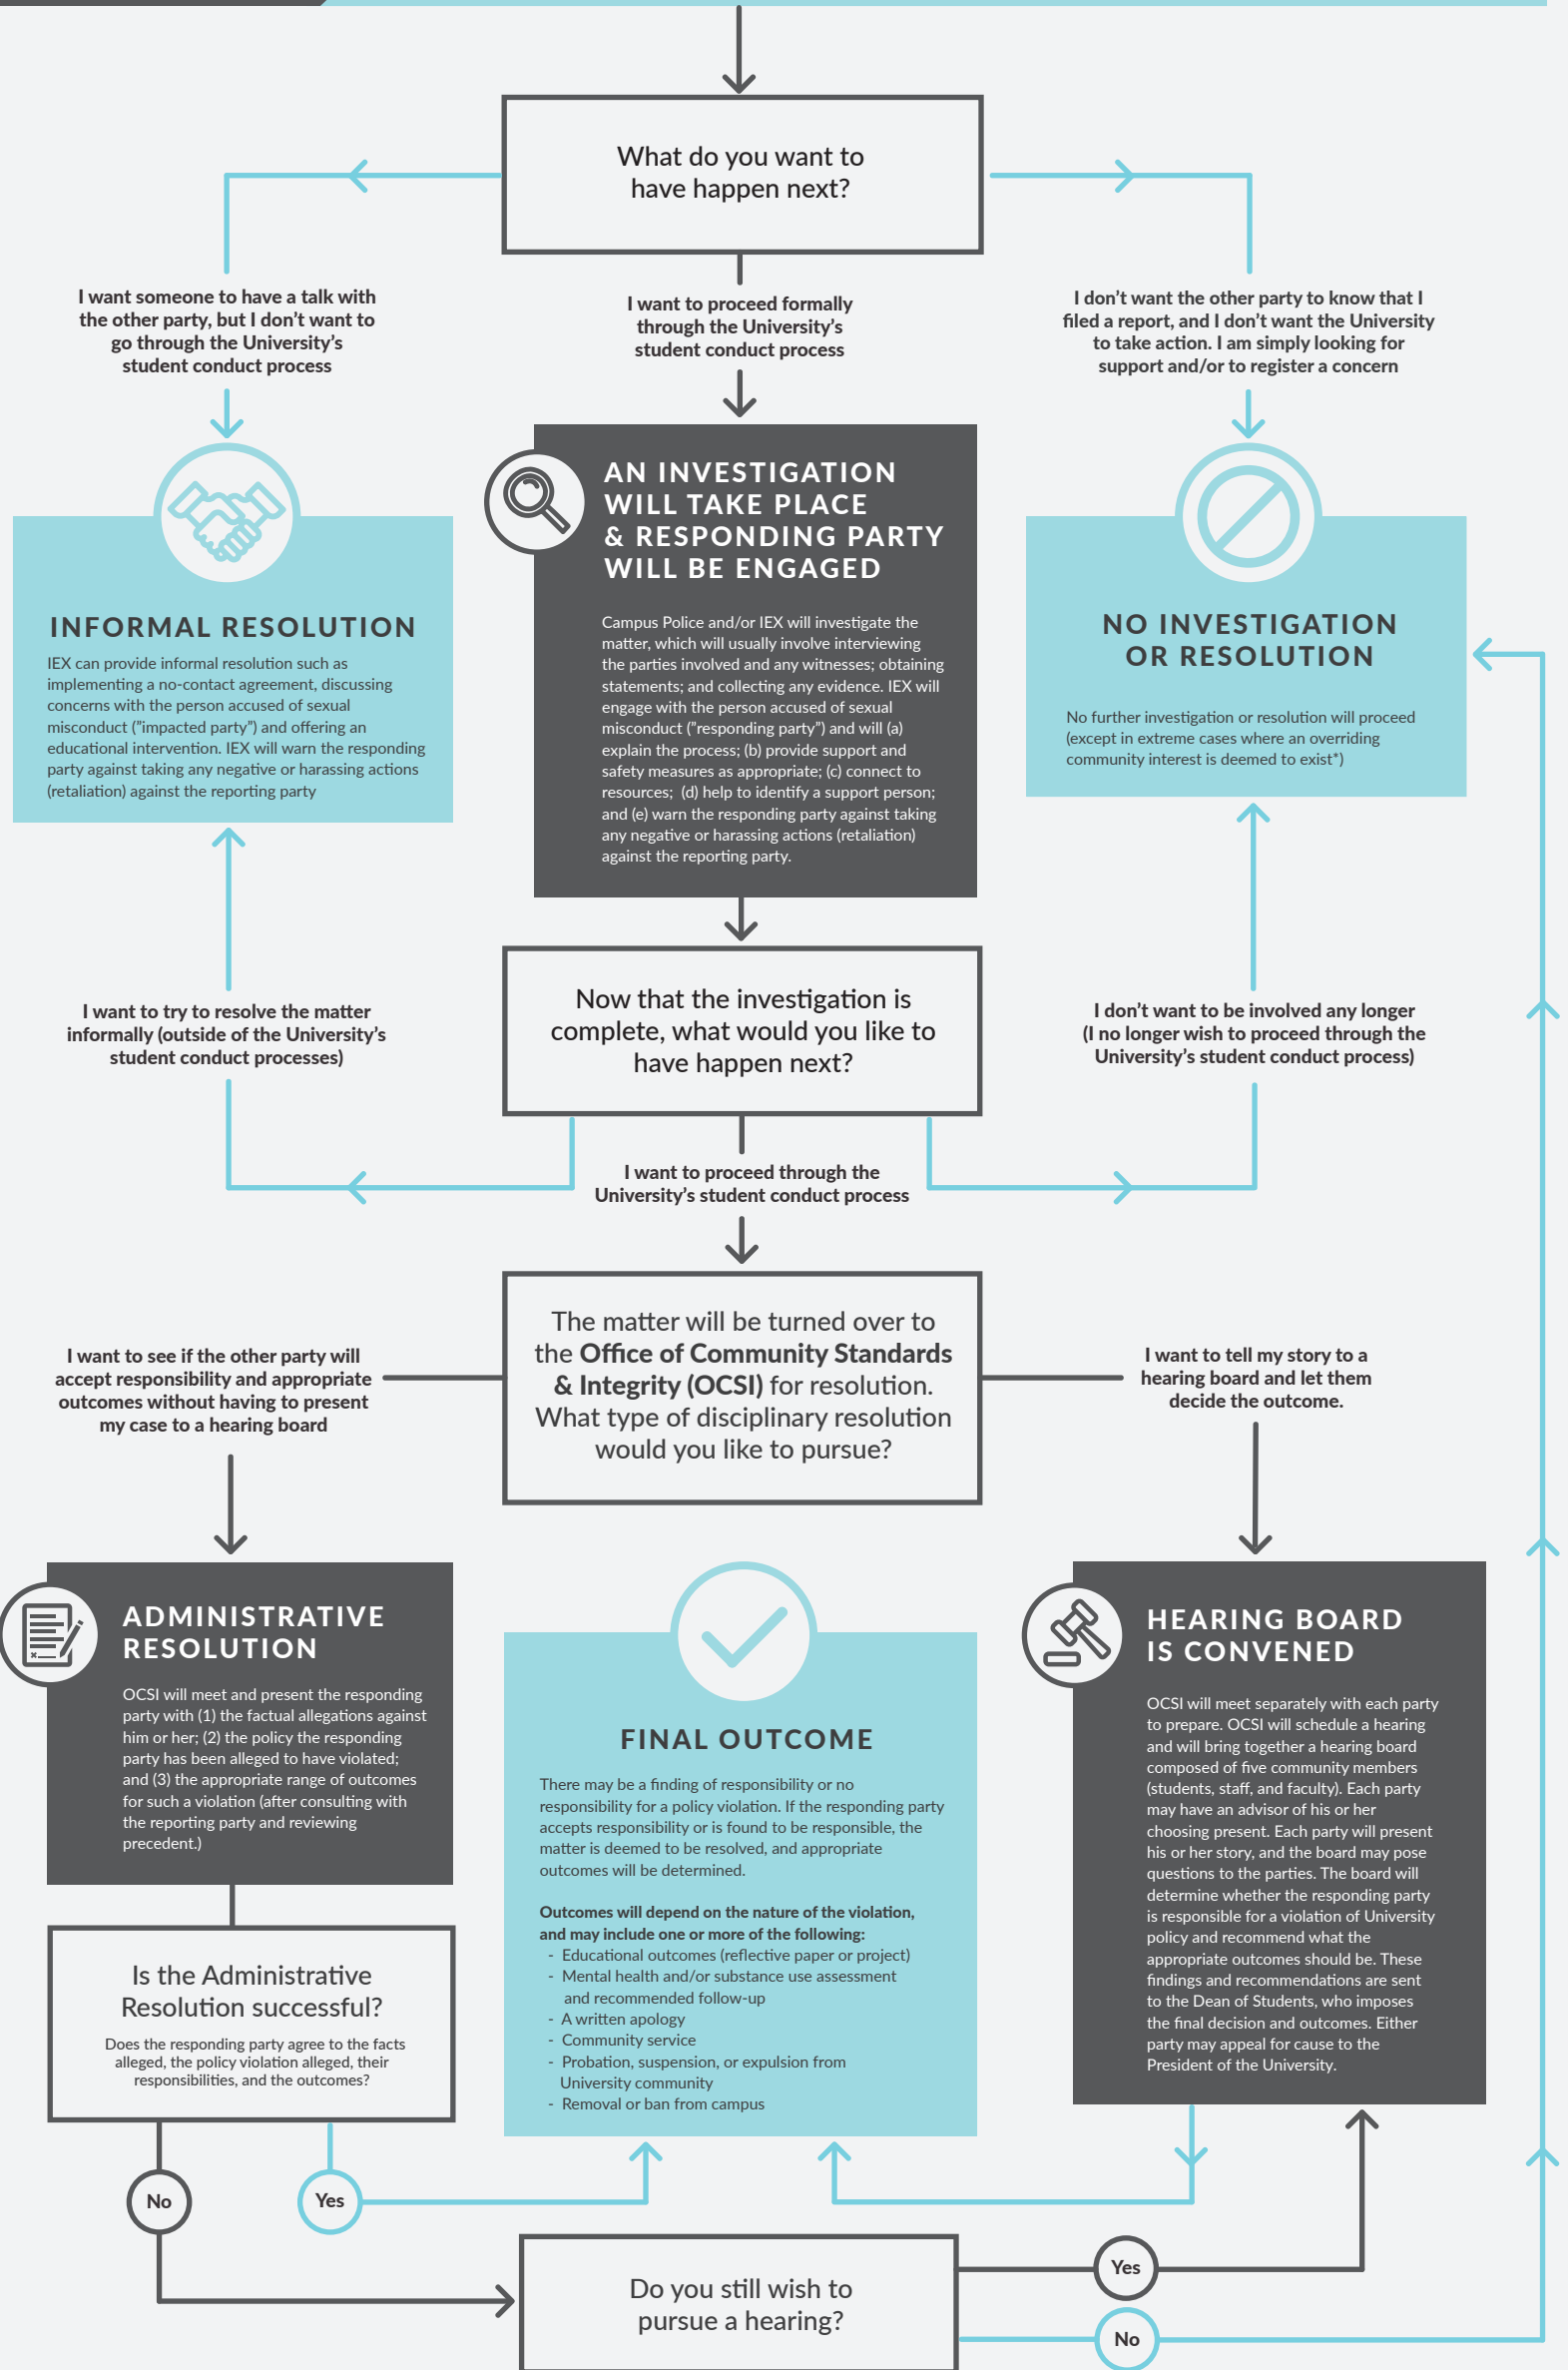 What do you want to
have happen next?
I want someone to have a talk with
the other party, but I don't want to
go through the University's
student conduct process
I want to proceed formally
through the University's
student conduct process
I don't want the other party to know that I
filed a report, and I don't want the University
to take action. I am simply looking for
support and/or to register a concern
INFORMAL RESOLUTION
IEX can provide informal resolution such as
implementing a no-contact agreement, discussing
concerns with the person accused of sexual
misconduct ("impacted party") and offering an
educational intervention. IEX will warn the responding
party against taking any negative or harassing actions
(retaliation) against the reporting party
AN INVESTIGATION
WILL TAKE PLACE
& RESPONDING PARTY
WILL BE ENGAGED
Campus Police and/or IEX will investigate the
matter, which will usually involve interviewing
the parties involved and any witnesses; obtaining
statements; and collecting any evidence. IEX will
engage with the person accused of sexual
misconduct ("responding party") and will (a)
explain the process; (b) provide support and
safety measures as appropriate; (c) connect to
resources; (d) help to identify a support person;
and (e) warn the responding party against taking
any negative or harassing actions (retaliation)
against the reporting party.
NO INVESTIGATION
OR RESOLUTION
No further investigation or resolution will proceed
(except in extreme cases where an overriding
community interest is deemed to exist*)
Now that the investigation is
complete, what would you like to
have happen next?
I want to try to resolve the matter
informally (outside of the University's
student conduct processes)
I don't want to be involved any longer
(I no longer wish to proceed through the
University's student conduct process)
I want to proceed through the
University's student conduct process
The matter will be turned over to
the Office of Community Standards
& Integrity (OCSI) for resolution.
What type of disciplinary resolution
would you like to pursue?
I want to see if the other party will
accept responsibility and appropriate
outcomes without having to present
my case to a hearing board
I want to tell my story to a
hearing board and let them
decide the outcome.
ADMINISTRATIVE
RESOLUTION
OCSI will meet and present the responding
party with (1) the factual allegations against
him or her; (2) the policy the responding
party has been alleged to have violated;
and (3) the appropriate range of outcomes
for such a violation (after consulting with
the reporting party and reviewing
precedent.)
Is the Administrative
Resolution successful?
Does the responding party agree to the facts
alleged, the policy violation alleged, their
responsibilities, and the outcomes?
No
Yes
FINAL OUTCOME
There may be a finding of responsibility or no
responsibility for a policy violation. If the responding party
accepts responsibility or is found to be responsible, the
matter is deemed to be resolved, and appropriate
outcomes will be determined.
Outcomes will depend on the nature of the violation,
and may include one or more of the following:
- Educational outcomes (reflective paper or project)
- Mental health and/or substance use assessment
and recommended follow-up
- A written apology
- Community service
- Probation, suspension, or expulsion from
University community
- Removal or ban from campus
HEARING BOARD
IS CONVENED
OCSI will meet separately with each party
to prepare. OCSI will schedule a hearing
and will bring together a hearing board
composed of five community members
(students, staff, and faculty). Each party
may have an advisor of his or her
choosing present. Each party will present
his or her story, and the board may pose
questions to the parties. The board will
determine whether the responding party
is responsible for a violation of University
policy and recommend what the
appropriate outcomes should be. These
findings and recommendations are sent
to the Dean of Students, who imposes
the final decision and outcomes. Either
party may appeal for cause to the
President of the University.
Do you still wish to
pursue a hearing?
Yes
No